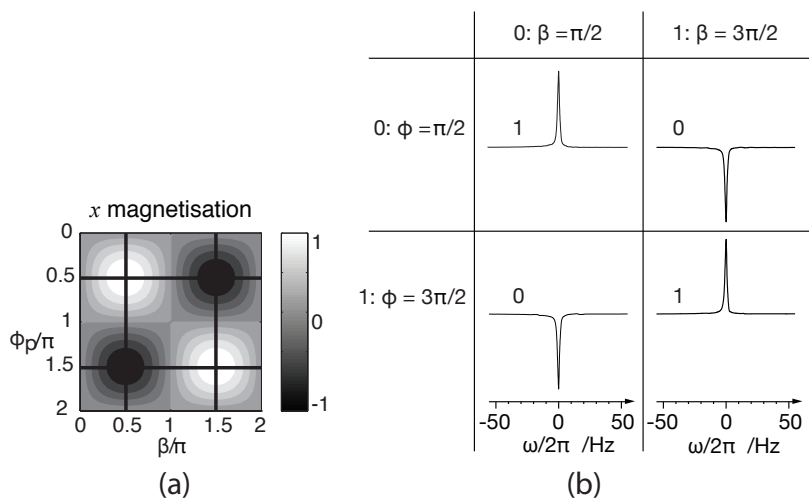 x magnetisation
0
0.5
1
1.5
2
ϕp/π
0 0.5 1 1.5 2
β/π
1
0
-1
(a)
0: β = π/2 1: β = 3π/2
0: ϕ = π/2 1 0
1: ϕ = 3π/2 0 1
-50 0 50 -50 0 50
ω/2π /Hz ω/2π /Hz
(b)